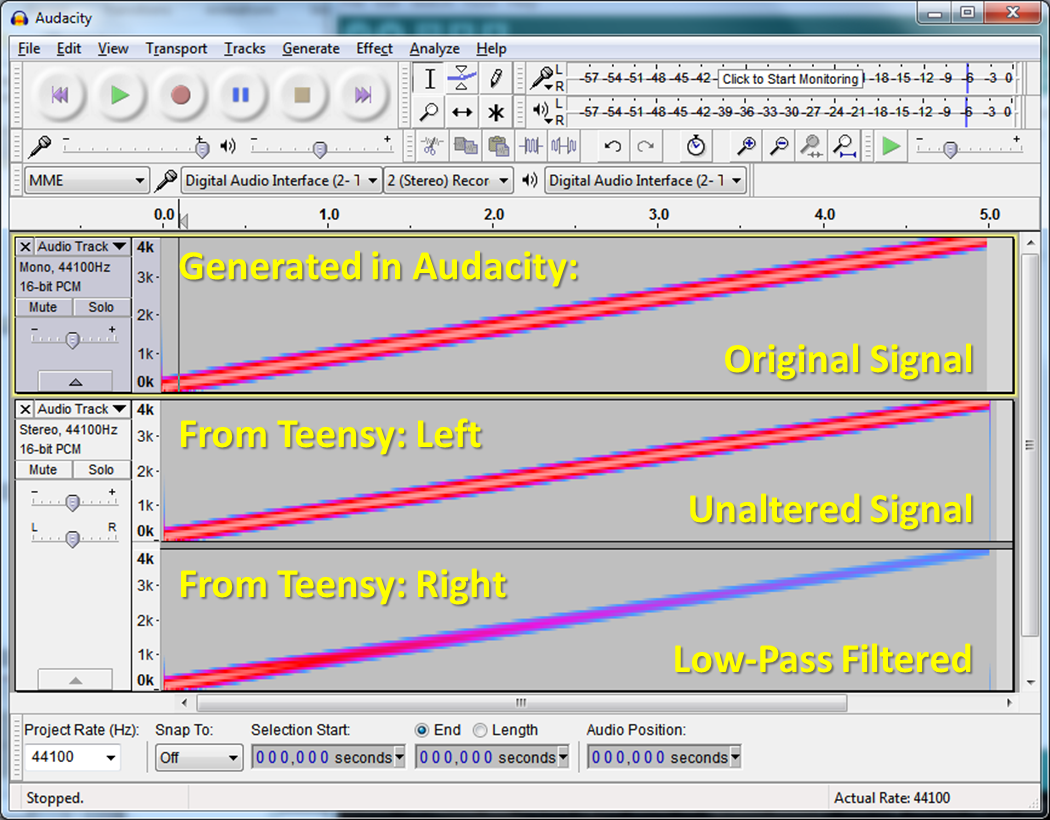 Audacity
File Edit View Transport Tracks Generate Effect Analyze Help
L
R
-57 -54 -51 -48 -45 -42 - Click to Start Monitoring -18 -15 -12 -9 -6 -3 0
L
R
-57 -54 -51 -48 -45 -42 -39 -36 -33 -30 -27 -24 -21 -18 -15 -12 -9 -6 -3 0
- + - + - +
MME Digital Audio Interface (2- T 2 (Stereo) Recor Digital Audio Interface (2- T
0.0 1.0 2.0 3.0 4.0 5.0
Audio Track
Mono, 44100Hz
16-bit PCM
Mute Solo
- +
4k
3k
2k
1k
0k
Generated in Audacity:
Original Signal
Audio Track
Stereo, 44100Hz
16-bit PCM
Mute Solo
- +
L R
4k
3k
2k
1k
0k
From Teensy: Left
Unaltered Signal
4k
3k
2k
1k
0k
From Teensy: Right
Low-Pass Filtered
Project Rate (Hz): Snap To: Selection Start: End Length Audio Position:
44100 Off 000,000 seconds 000,000 seconds 000,000 seconds
Stopped. Actual Rate: 44100